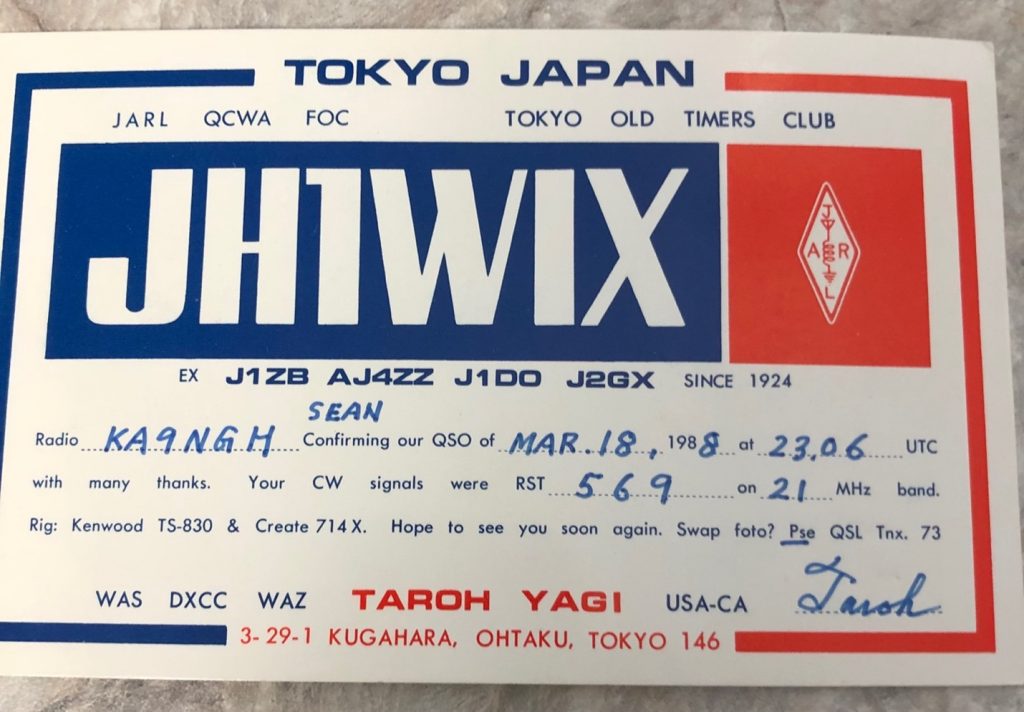 TOKYO JAPAN
JARL QCWA FOC TOKYO OLD TIMERS CLUB
JH1WIX
J
A R
L
EX J1ZB AJ4ZZ J1DO J2GX SINCE 1924
SEAN
Radio KA9NGH Confirming our QSO of MAR. 18, 1988 at 23.06 UTC
with many thanks. Your CW signals were RST 569 on 21 MHz band.
Rig: Kenwood TS-830 & Create 714X. Hope to see you soon again. Swap foto? Pse QSL Tnx. 73
Taroh
WAS DXCC WAZ TAROH YAGI USA-CA
3-29-1 KUGAHARA, OHTAKU, TOKYO 146